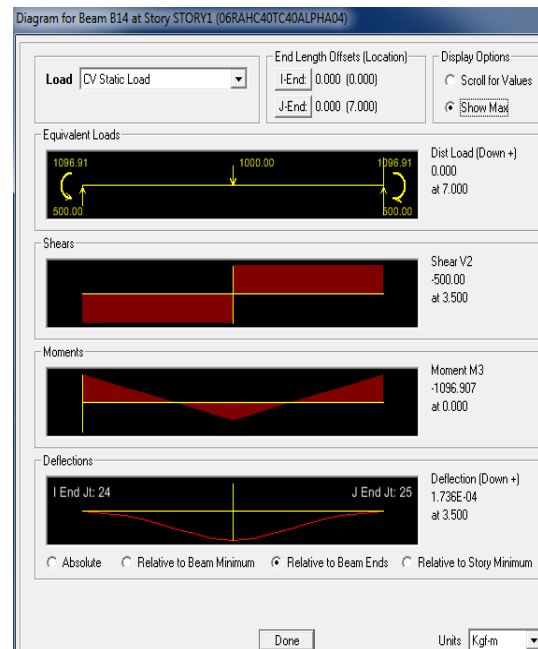 Diagram for Beam B14 at Story STORY1 (06RAHC40TC40ALPHA04)
Load CV Static Load
End Length Offsets (Location)
I-End: 0.000 (0.000)
J-End: 0.000 (7.000)
Display Options
Scroll for Values
Show Max
Equivalent Loads
1096.91 1000.00 1096.91
500.00 500.00
Dist Load (Down +)
0.000
at 7.000
Shears
Shear V2
-500.00
at 3.500
Moments
Moment M3
-1096.907
at 0.000
Deflections
I End Jt: 24 J End Jt: 25
Deflection (Down +)
1.736E-04
at 3.500
Absolute Relative to Beam Minimum Relative to Beam Ends Relative to Story Minimum
Done
Units Kgf-m